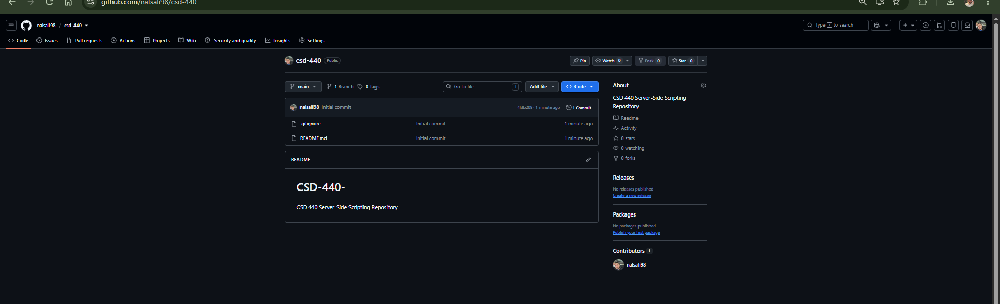 github.com/nalsali98/csd-440
nalsali98 / csd-440
Type / to search
Code Issues Pull requests Actions Projects Wiki Security and quality Insights Settings
csd-440 Public
Pin Watch 0 Fork 0 Star 0
main 1 Branch 0 Tags
Go to file T Add file Code
nalsali98 Initial commit 4f3b209 · 1 minute ago 1 Commit
.gitignore Initial commit 1 minute ago
README.md Initial commit 1 minute ago
README
CSD-440-
CSD 440 Server-Side Scripting Repository
About
CSD 440 Server-Side Scripting
Repository
Readme
Activity
0 stars
0 watching
0 forks
Releases
No releases published
Create a new release
Packages
No packages published
Publish your first package
Contributors 1
nalsali98